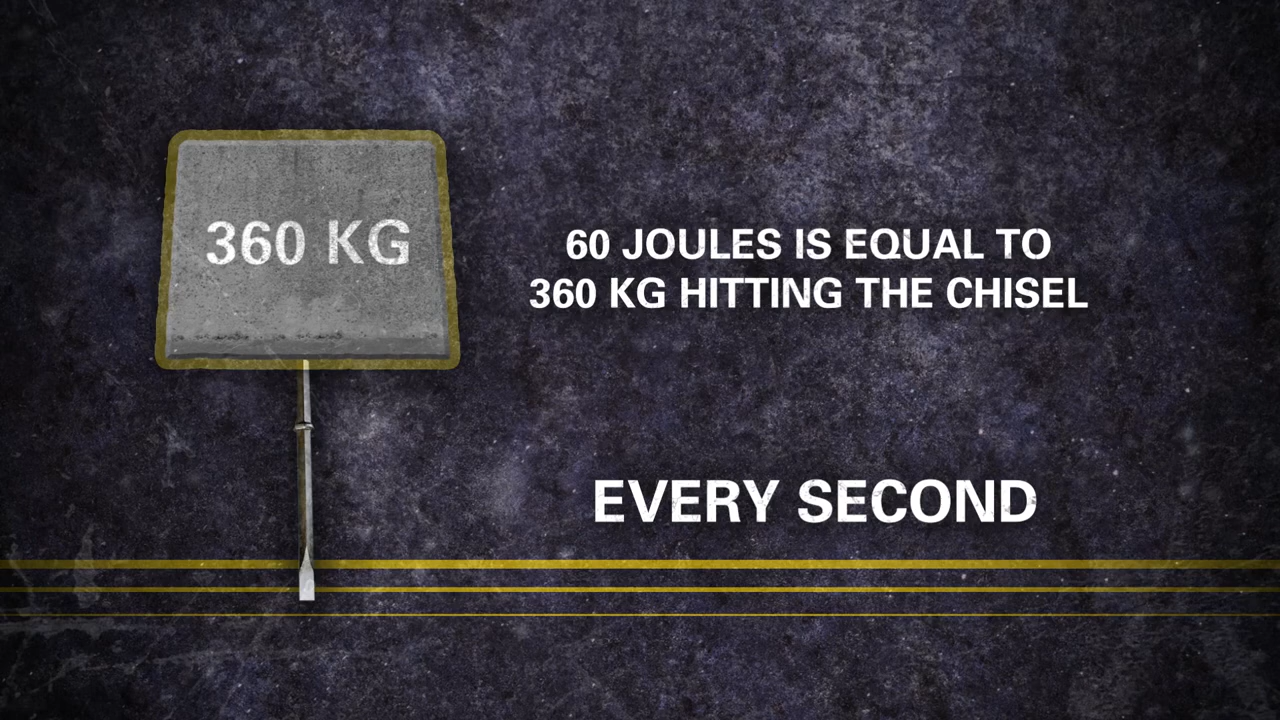 360 KG
60 JOULES IS EQUAL TO
360 KG HITTING THE CHISEL
EVERY SECOND